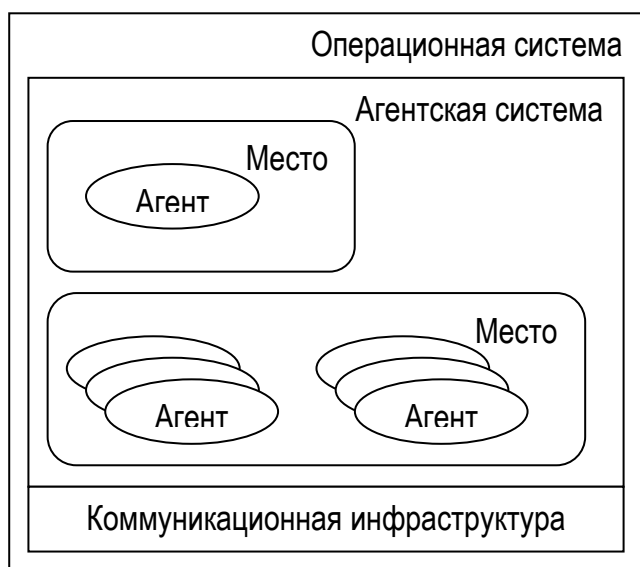 Операционная система
Агентская система
Место
Агент
Место
Агент
Агент
Коммуникационная инфраструктура